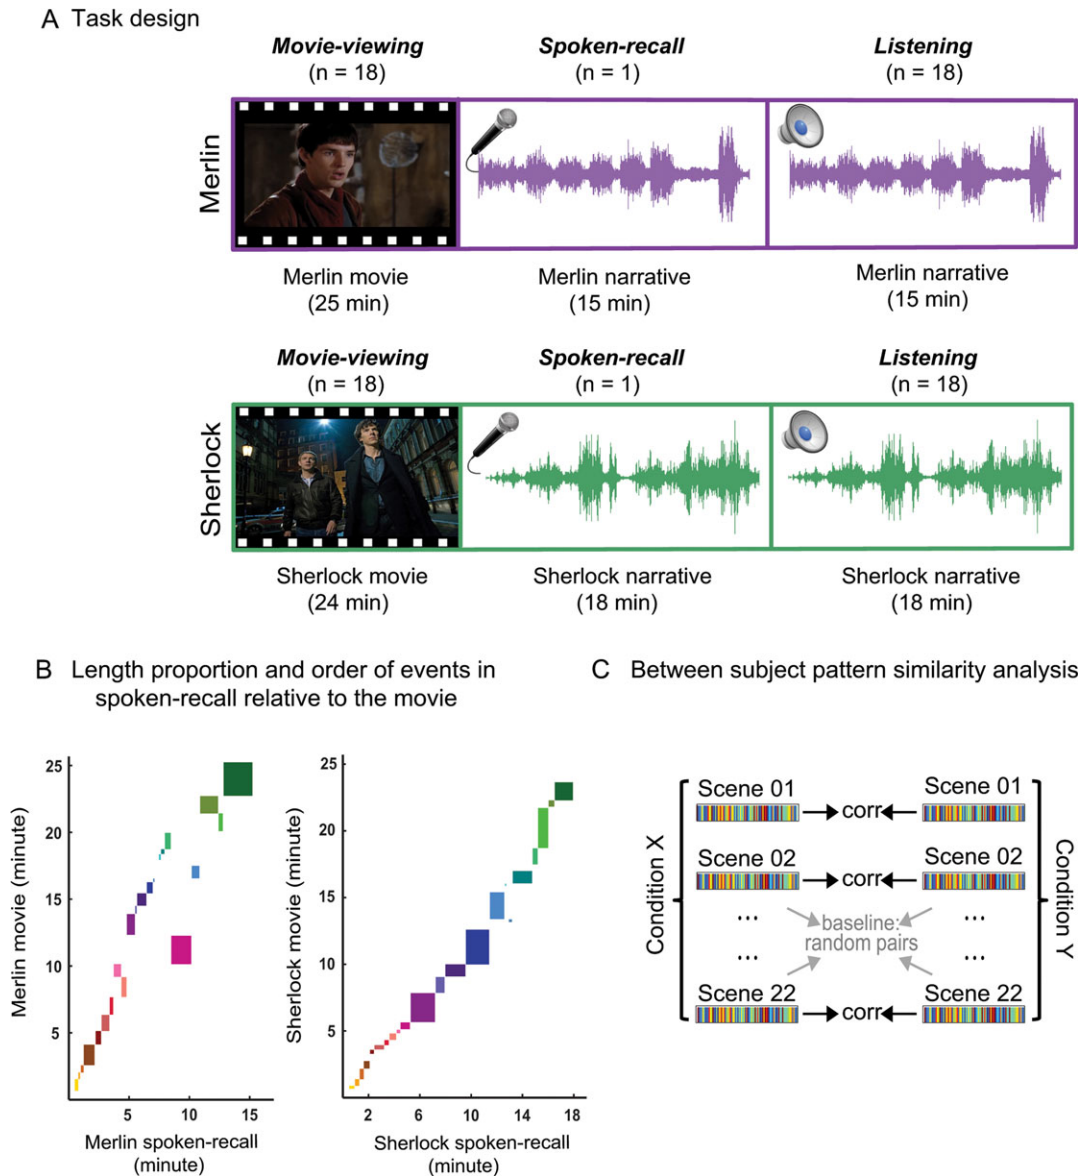 A Task design
Movie-viewing
(n = 18)
Spoken-recall
(n = 1)
Listening
(n = 18)
Merlin
Merlin movie
(25 min)
Merlin narrative
(15 min)
Merlin narrative
(15 min)
Movie-viewing
(n = 18)
Spoken-recall
(n = 1)
Listening
(n = 18)
Sherlock
Sherlock movie
(24 min)
Sherlock narrative
(18 min)
Sherlock narrative
(18 min)
B Length proportion and order of events in
spoken-recall relative to the movie
Merlin movie (minute)
25
20
15
10
5
5 10 15
Merlin spoken-recall
(minute)
Sherlock movie (minute)
25
20
15
10
5
2 6 10 14 18
Sherlock spoken-recall
(minute)
C Between subject pattern similarity analysis
Condition X
Scene 01 Scene 01
corr
Scene 02 Scene 02
corr
... ...
baseline:
random pairs
... ...
Scene 22 Scene 22
corr
Condition Y